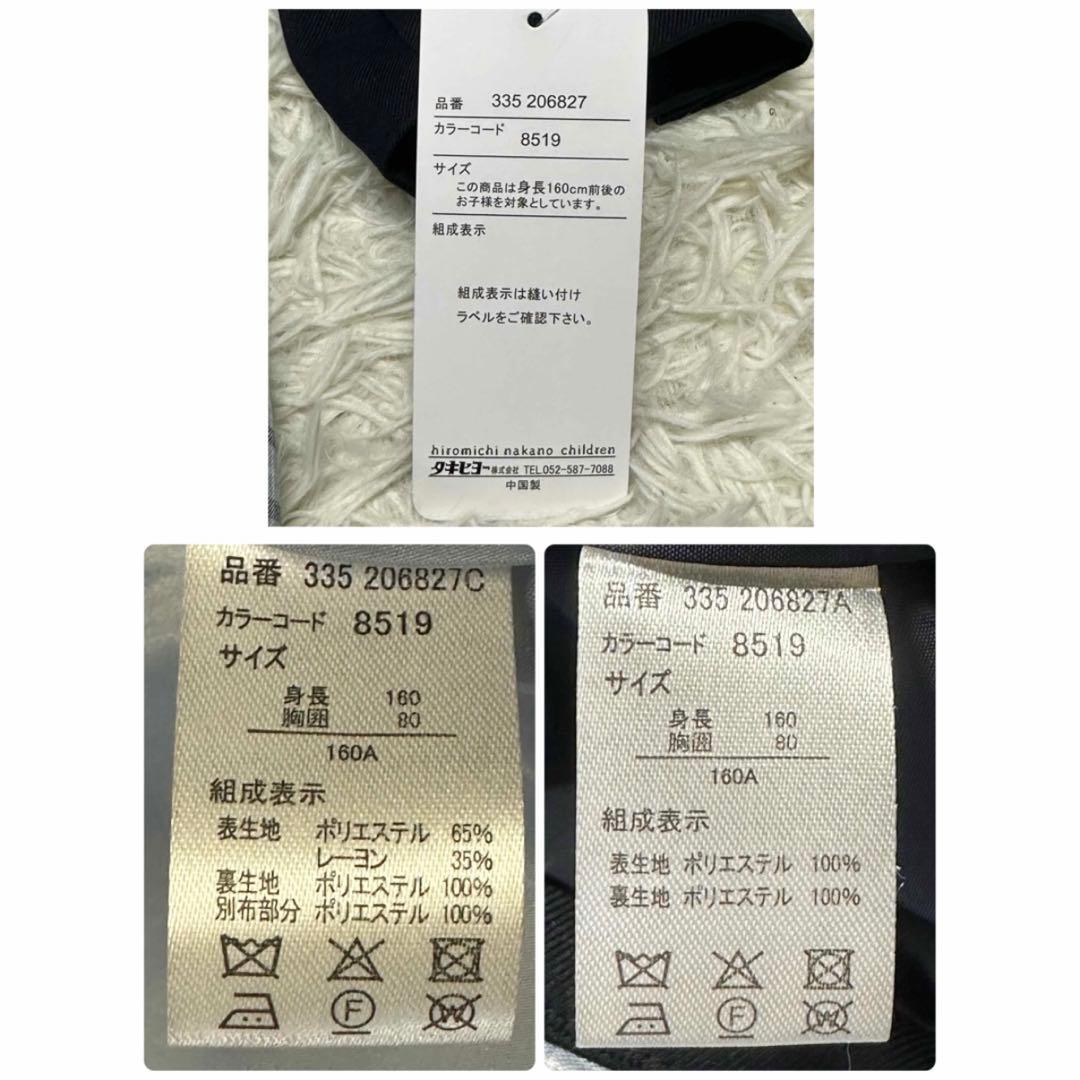 品番 335 206827
カラーコード 8519
サイズ
この商品は身長160cm前後の
お子様を対象としています。
組成表示
組成表示は縫い付け
ラベルをご確認下さい。
hiromichi nakano children
タキヒヨー株式会社 TEL.052-587-7088
中国製
品番 335 206827C
カラーコード 8519
サイズ
身長 160
胸囲 80
160A
組成表示
表生地 ポリエステル 65%
レーヨン 35%
裏生地 ポリエステル 100%
別布部分 ポリエステル 100%
F
W
品番 335 206827A
カラーコード 8519
サイズ
身長 160
胸囲 80
160A
組成表示
表生地 ポリエステル 100%
裏生地 ポリエステル 100%
F
W